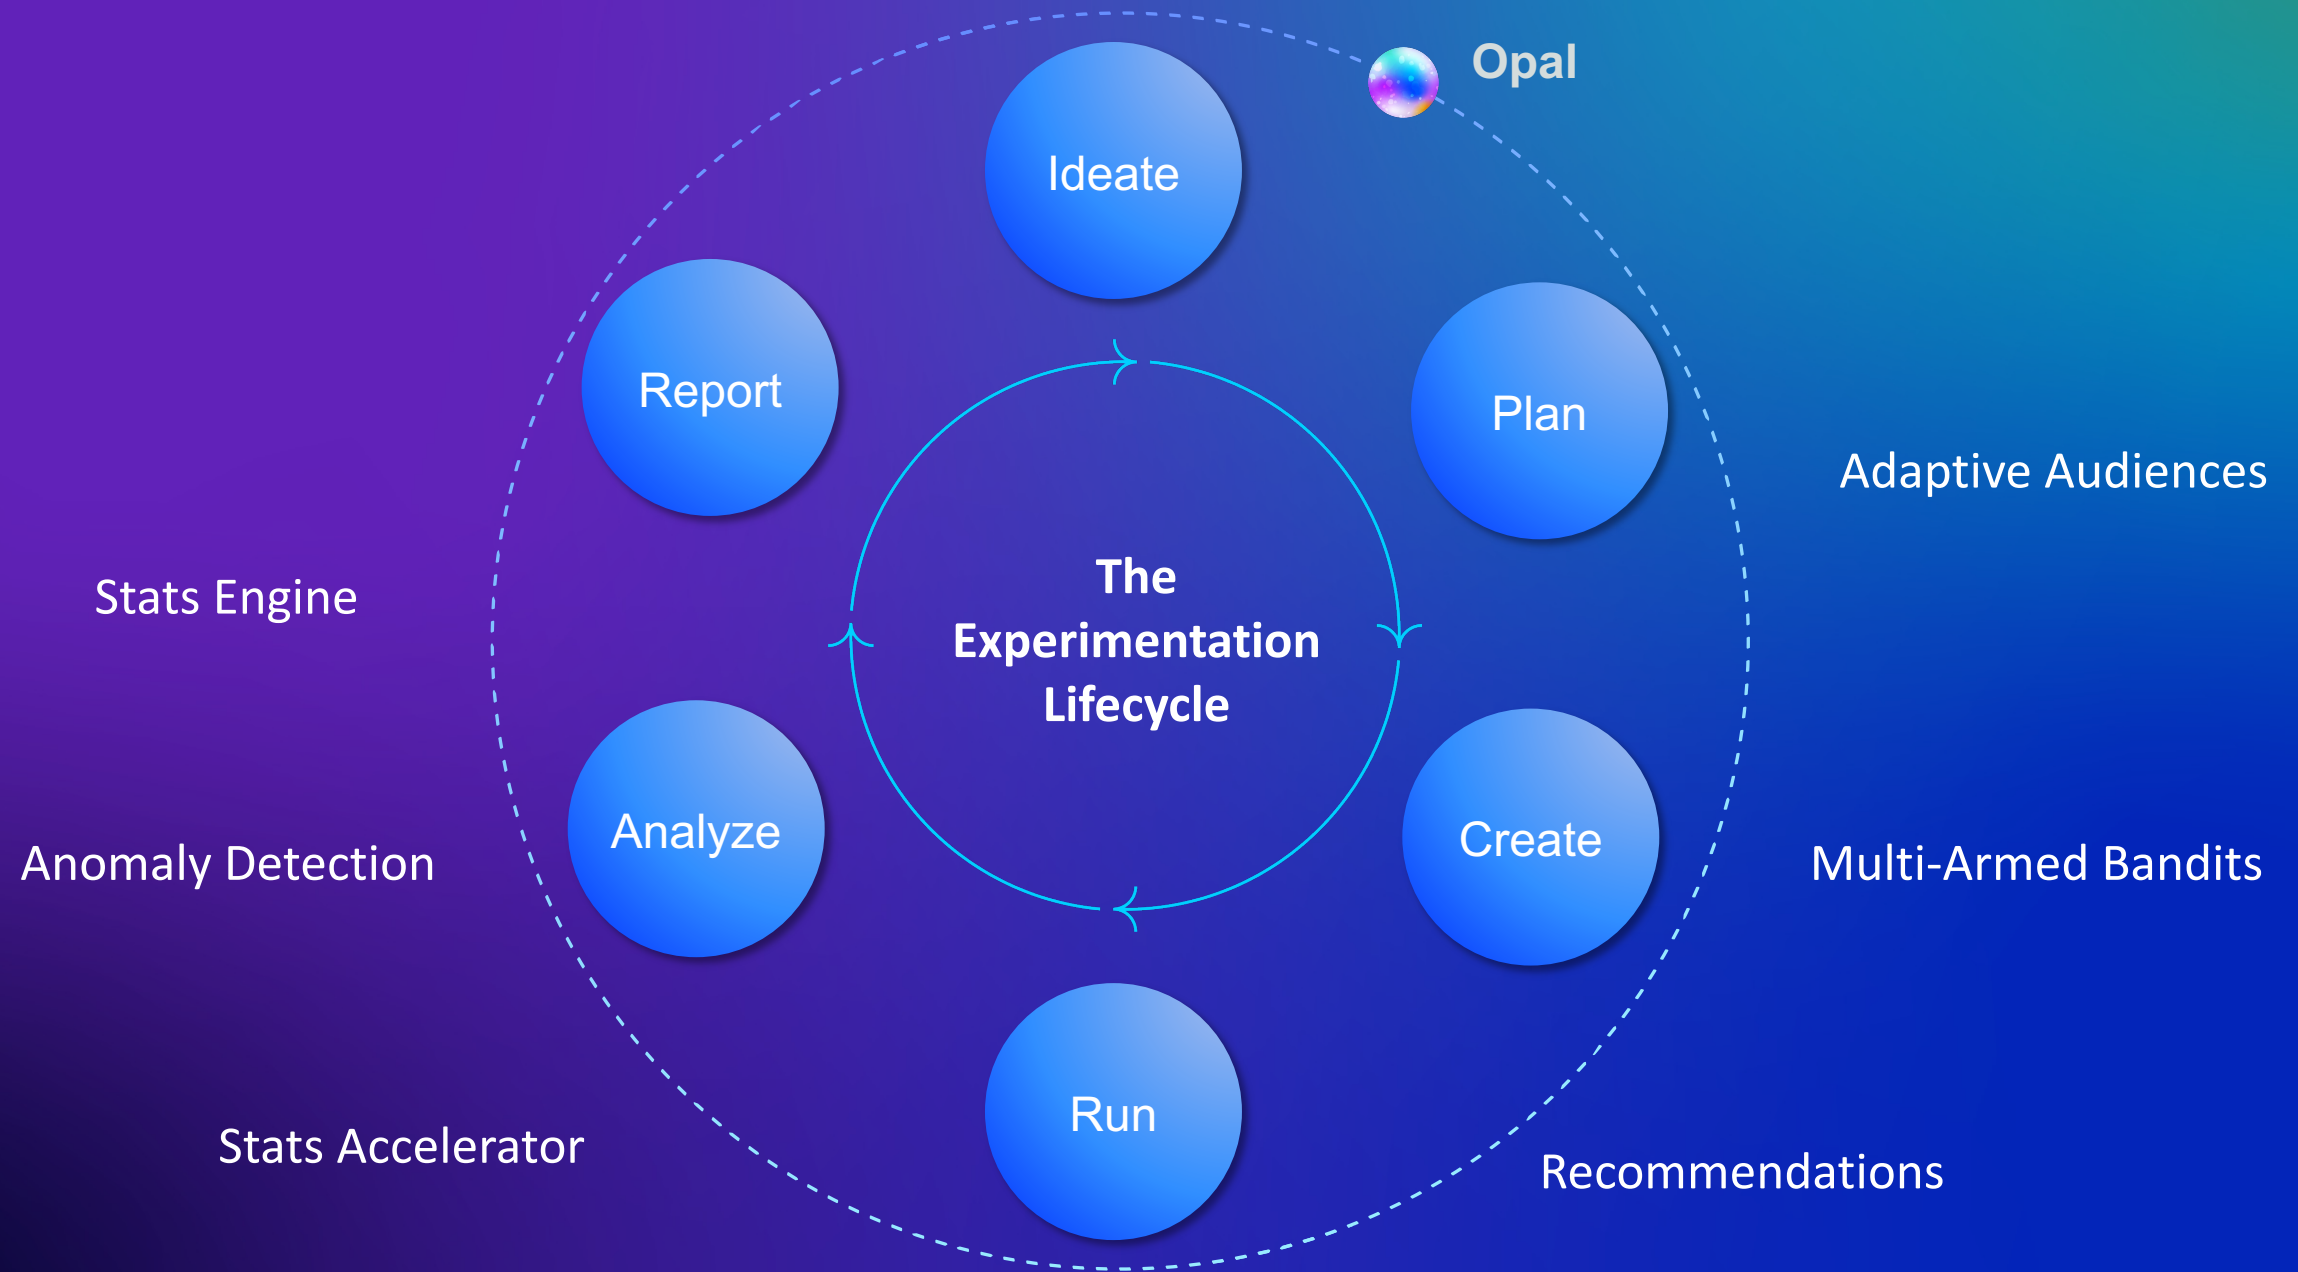 Opal
Ideate
Report
Plan
Adaptive Audiences
The
Experimentation
Lifecycle
Stats Engine
Analyze
Create
Anomaly Detection
Multi-Armed Bandits
Run
Stats Accelerator
Recommendations